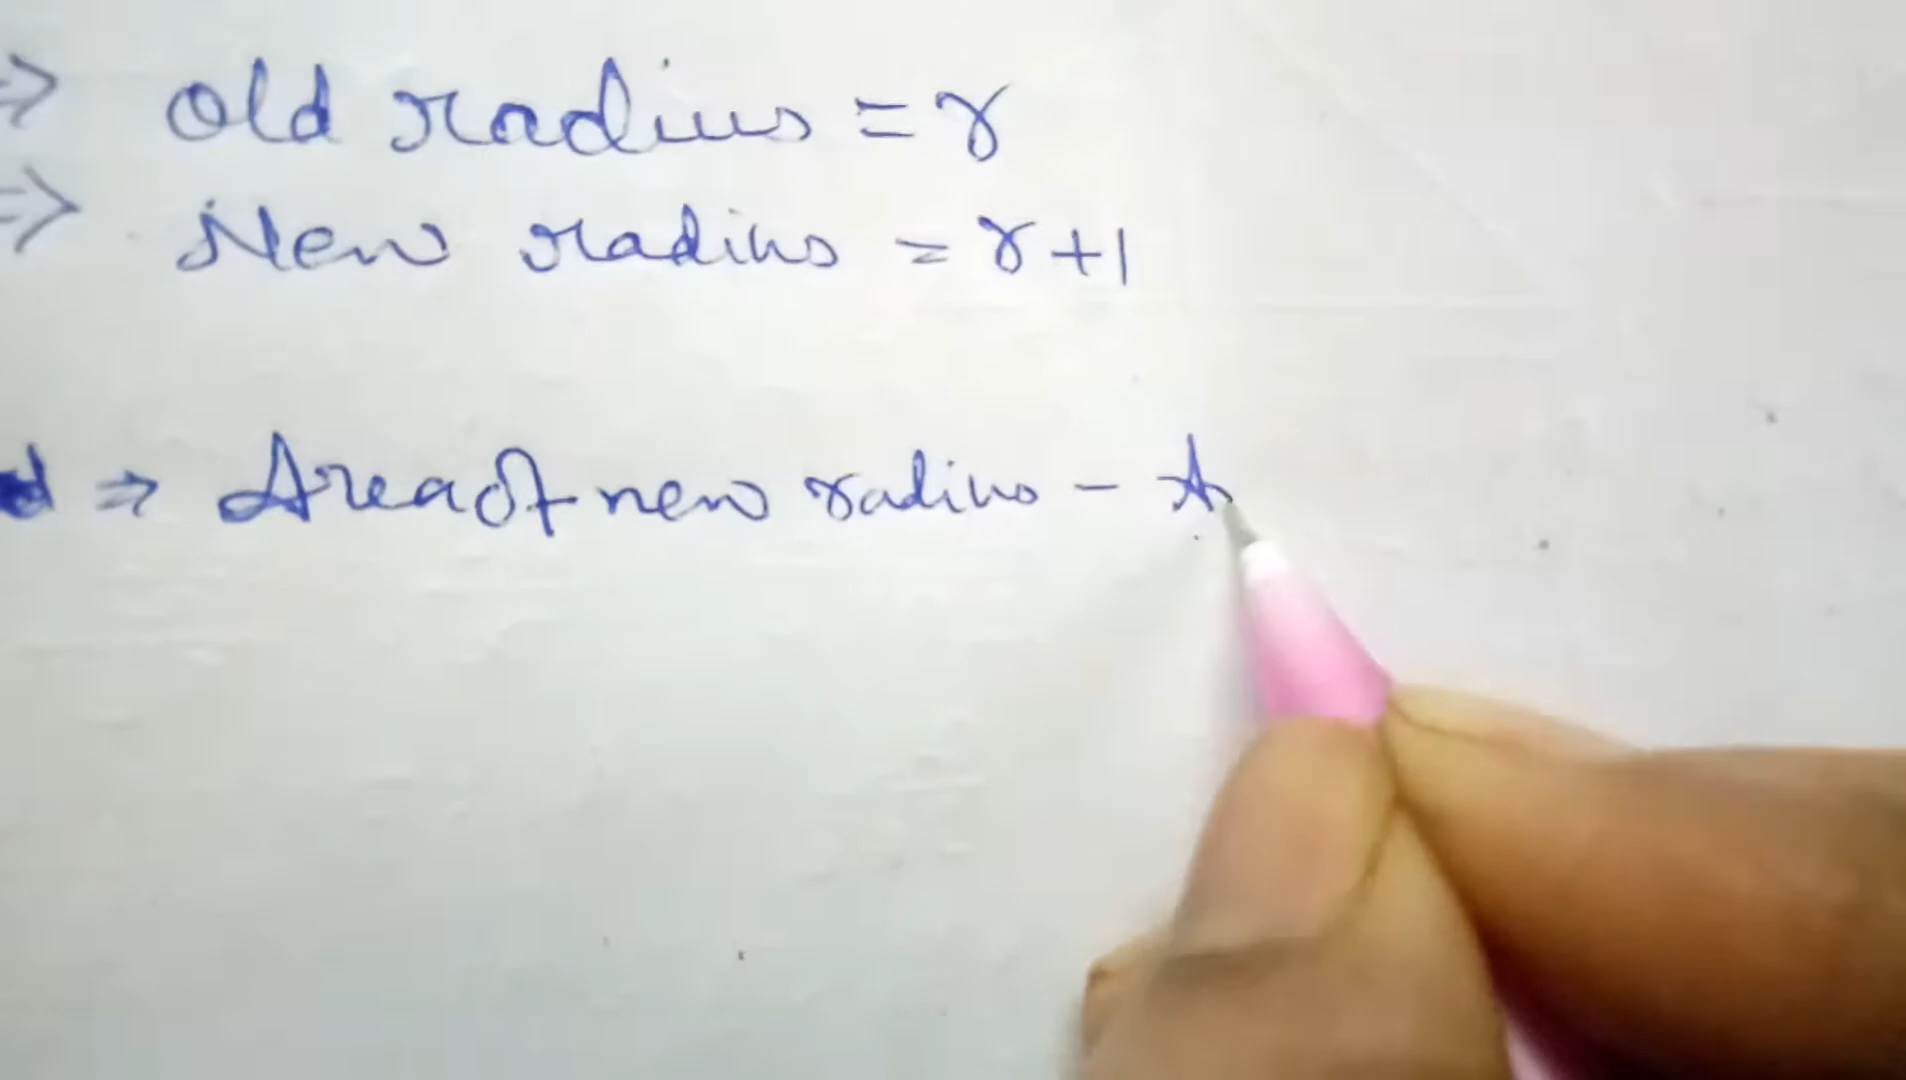 ⇒ Old radius = r
⇒ New radius = r+1
d ⇒ Area of new radius - A